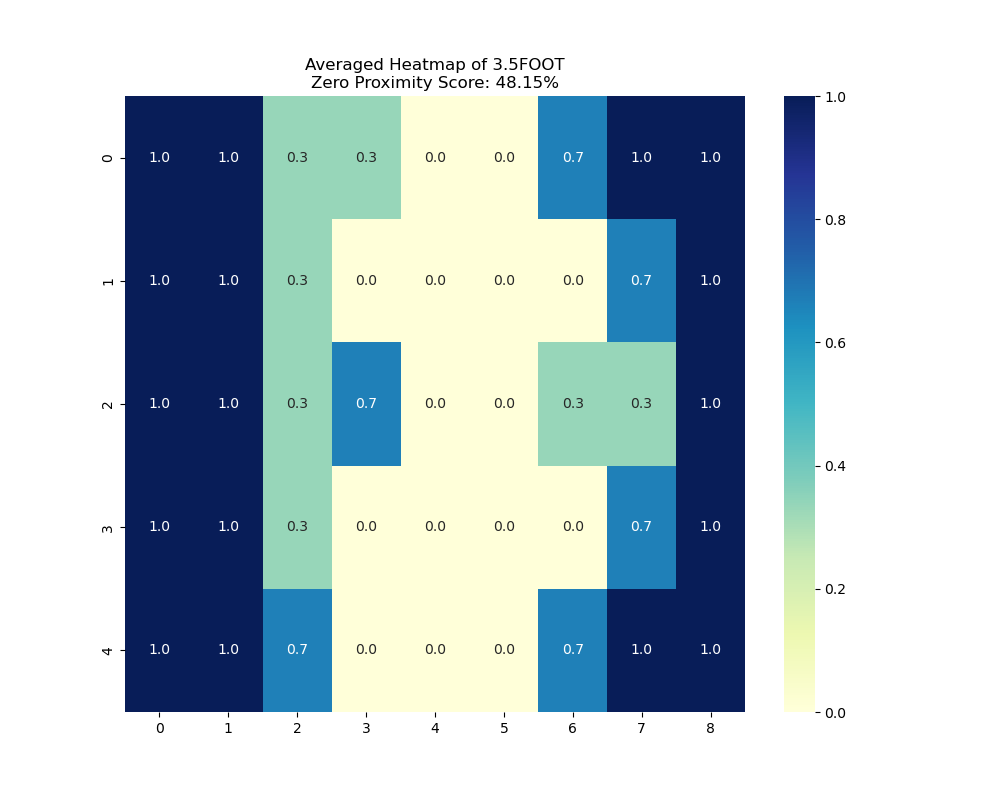 Averaged Heatmap of 3.5FOOT
Zero Proximity Score: 48.15%
0 1.0 1.0 0.3 0.3 0.0 0.0 0.7 1.0 1.0
1 1.0 1.0 0.3 0.0 0.0 0.0 0.0 0.7 1.0
2 1.0 1.0 0.3 0.7 0.0 0.0 0.3 0.3 1.0
3 1.0 1.0 0.3 0.0 0.0 0.0 0.0 0.7 1.0
4 1.0 1.0 0.7 0.0 0.0 0.0 0.7 1.0 1.0
0 1 2 3 4 5 6 7 8
1.0
0.8
0.6
0.4
0.2
0.0